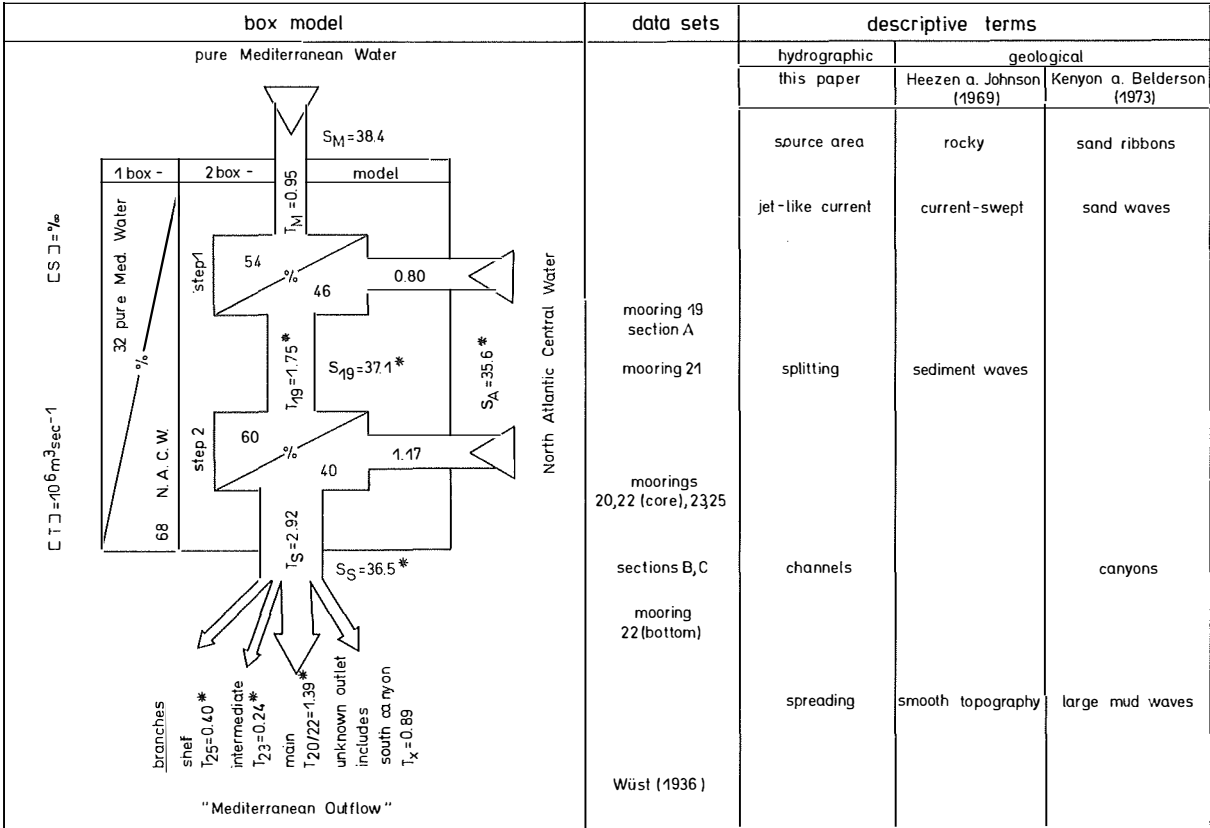 box model
data sets
descriptive terms
pure Mediterranean Water
hydrographic
geological
this paper
Heezen a. Johnson
(1969)
Kenyon a. Belderson
(1973)
S_M=38.4
source area
rocky
sand ribbons
1 box -
2 box -
model
T_M=0.95
jet-like current
current-swept
sand waves
[S]=‰
32 pure Med. Water
%
68 N. A. C. W.
[T]=10⁶m³sec⁻¹
step1
54
%
46
0.80
North Atlantic Central Water
S_A=35.6*
mooring 19
section A
T_19=1.75*
S_19=37.1*
mooring 21
splitting
sediment waves
step 2
60
%
40
1.17
moorings
20,22 (core),23,25
T_S=2.92
S_S=36.5*
sections B,C
channels
canyons
mooring
22 (bottom)
branches
shef
T_25=0.40*
intermediate
T_23=0.24*
main
T_20/22=1.39*
unknown outlet
includes
south canyon
T_x=0.89
spreading
smooth topography
large mud waves
Wüst (1936)
"Mediterranean Outflow"